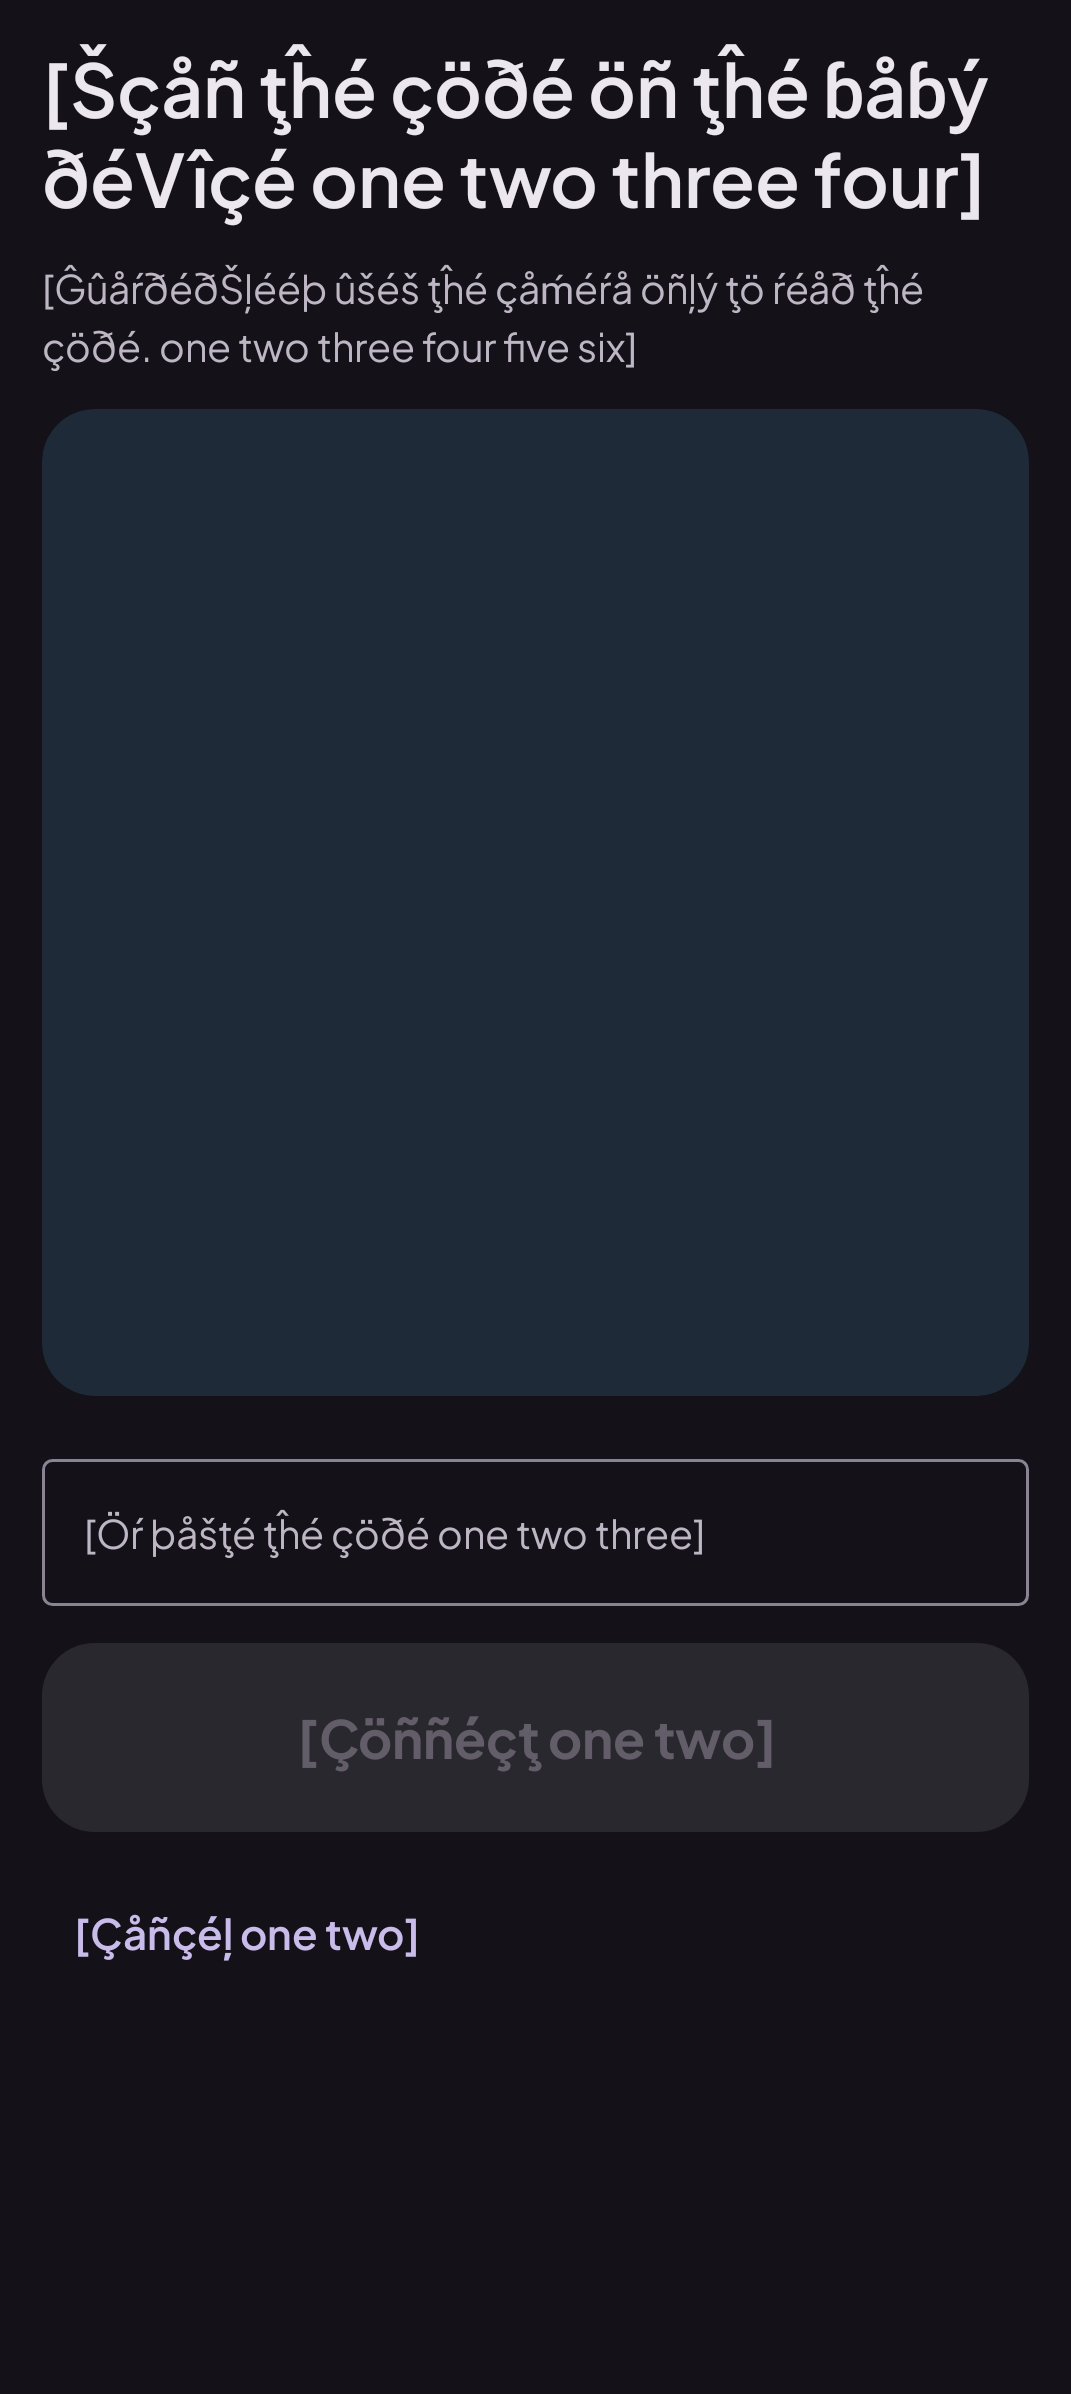 [Šçåñ ţĥé çöðé öñ ţĥé ƀåƀý
ðéVîçé one two three four]
[ĜûåŕðéðŠļééþ ûšéš ţĥé çåḿéŕå öñļý ţö ŕéåð ţĥé
çöðé. one two three four five six]
[Öŕ þåšţé ţĥé çöðé one two three]
[Çöññéçţ one two]
[Çåñçéļ one two]